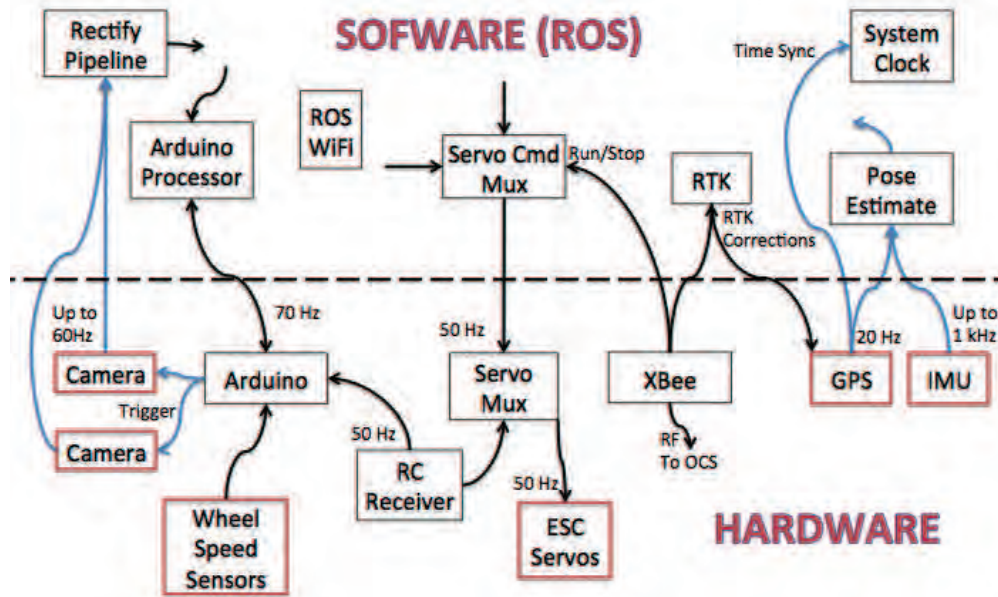 SOFWARE (ROS)
Rectify
Pipeline
Time Sync
System
Clock
ROS
WiFi
Arduino
Processor
Servo Cmd
Mux
Run/Stop
RTK
Pose
Estimate
RTK
Corrections
Up to
60Hz
70 Hz
50 Hz
20 Hz
Up to
1 kHz
Camera
Arduino
Servo
Mux
XBee
GPS
IMU
Trigger
Camera
50 Hz
RC
Receiver
RF
To OCS
50 Hz
Wheel
Speed
Sensors
ESC
Servos
HARDWARE